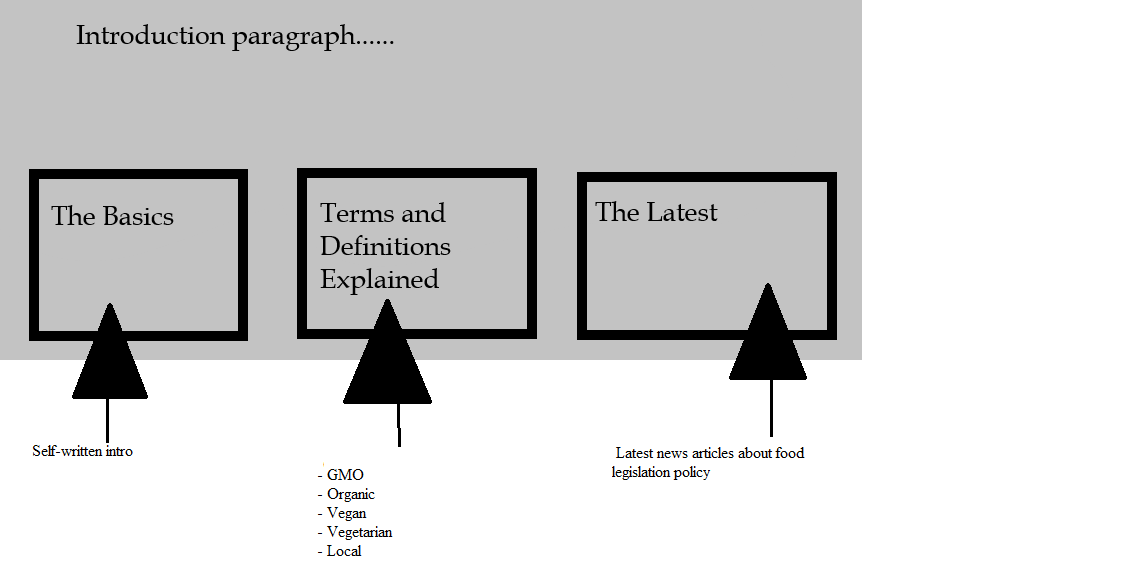 Introduction paragraph......
The Basics
Terms and
Definitions
Explained
The Latest
Self-written intro
- GMO
- Organic
- Vegan
- Vegetarian
- Local
Latest news articles about food
legislation policy